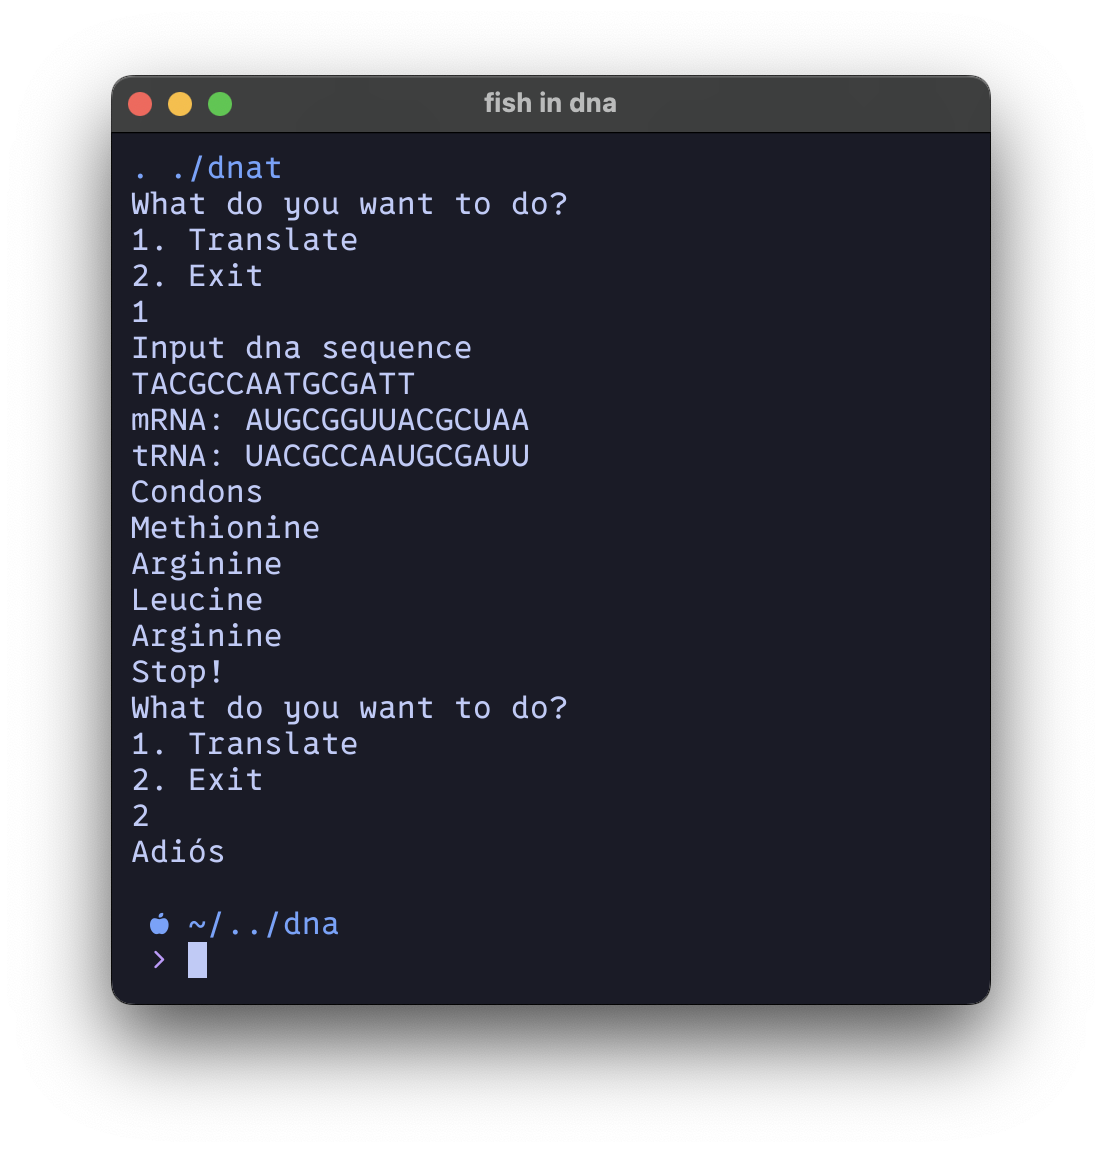 fish in dna
. ./dnat
What do you want to do?
1. Translate
2. Exit
1
Input dna sequence
TACGCCAATGCGATT
mRNA: AUGCGGUUACGCUAA
tRNA: UACGCCAAUGCGAUU
Condons
Methionine
Arginine
Leucine
Arginine
Stop!
What do you want to do?
1. Translate
2. Exit
2
Adiós
~/../dna
>